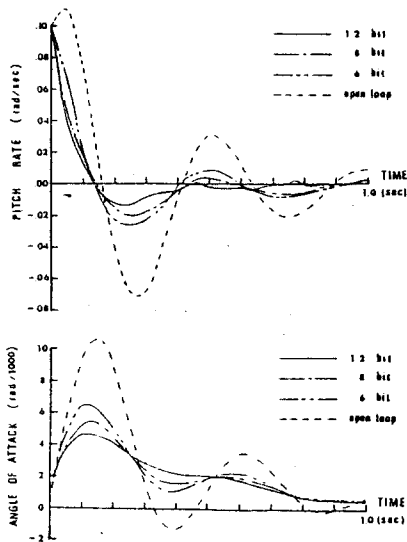 .10
.08
.06
.04
.02
.00
-.02
-.04
-.06
-.08
PITCH RATE (rad/sec)
12 bit
8 bit
6 bit
open loop
TIME
1.0 (sec)
10
8
6
4
2
0
-2
ANGLE OF ATTACK (rad/1000)
12 bit
8 bit
6 bit
open loop
TIME
1.0 (sec)